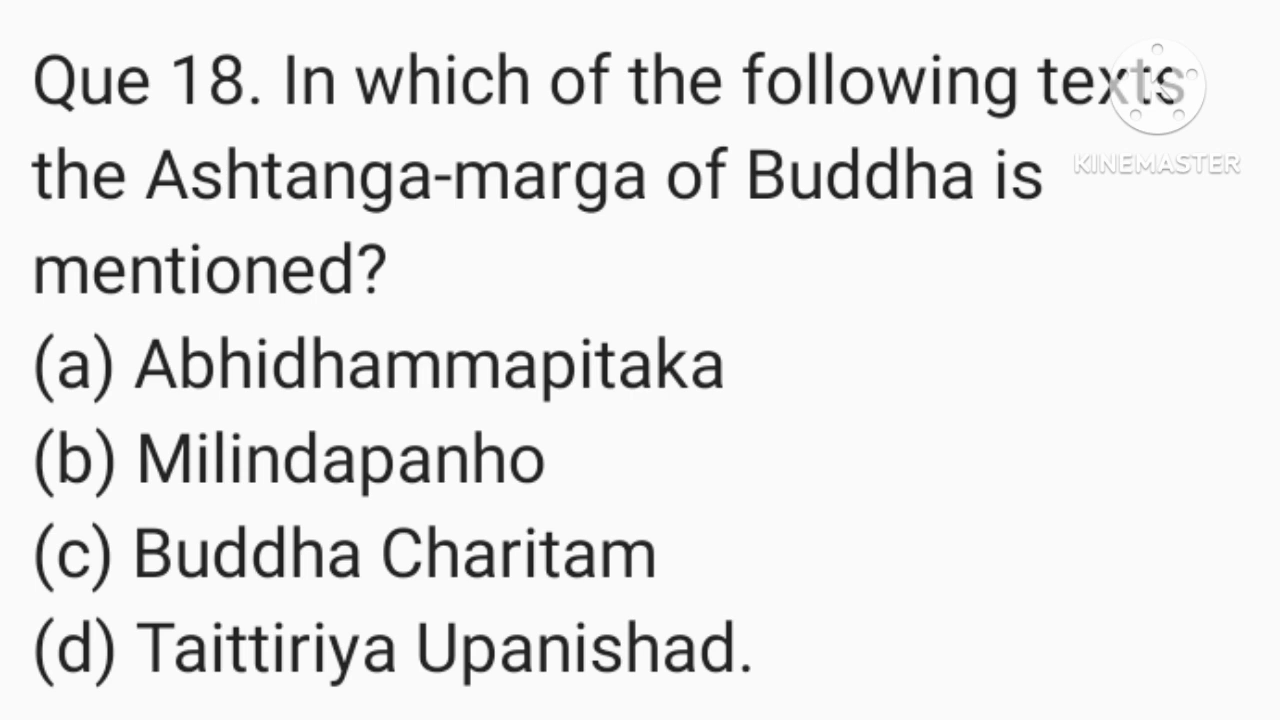 Que 18. In which of the following texts
the Ashtanga-marga of Buddha is
KINEMASTER
mentioned?
(a) Abhidhammapitaka
(b) Milindapanho
(c) Buddha Charitam
(d) Taittiriya Upanishad.